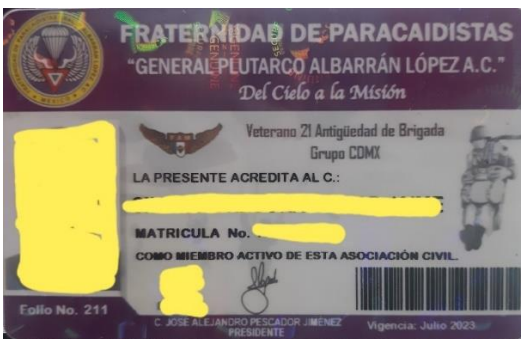 FRATERNIDAD DE PARACAIDISTAS
“GENERAL PLUTARCO ALBARRÁN LÓPEZ A.C.”
Del Cielo a la Misión
Veterano 21 Antigüedad de Brigada
Grupo CDMX
LA PRESENTE ACREDITA AL C.:
MATRICULA No.
COMO MIEMBRO ACTIVO DE ESTA ASOCIACIÓN CIVIL.
Folio No. 211
C. JOSÉ ALEJANDRO PESCADOR JIMÉNEZ
PRESIDENTE
Vigencia: Julio 2023